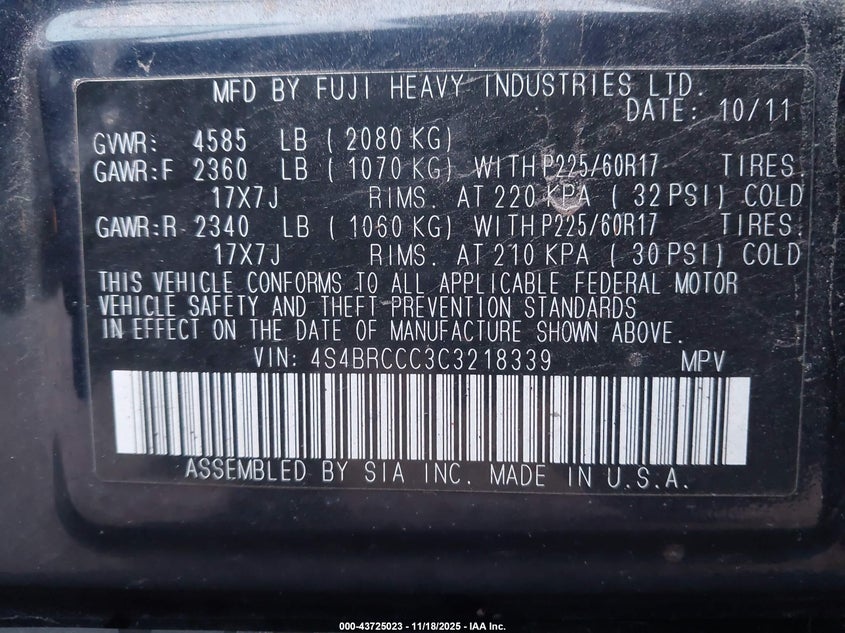 MFD BY FUJI HEAVY INDUSTRIES LTD.
DATE: 10/11
GVWR: 4585 LB ( 2080 KG)
GAWR:F 2360 LB ( 1070 KG) WITH P225/60R17 TIRES.
17X7J RIMS. AT 220 KPA ( 32 PSI) COLD
GAWR:R 2340 LB ( 1060 KG) WITH P225/60R17 TIRES.
17X7J RIMS. AT 210 KPA ( 30 PSI) COLD
THIS VEHICLE CONFORMS TO ALL APPLICABLE FEDERAL MOTOR
VEHICLE SAFETY AND THEFT PREVENTION STANDARDS
IN EFFECT ON THE DATE OF MANUFACTURE SHOWN ABOVE.
VIN: 4S4BRCCC3C3218339 MPV
ASSEMBLED BY SIA INC. MADE IN U.S.A.
000-43725023 - 11/18/2025 - IAA Inc.